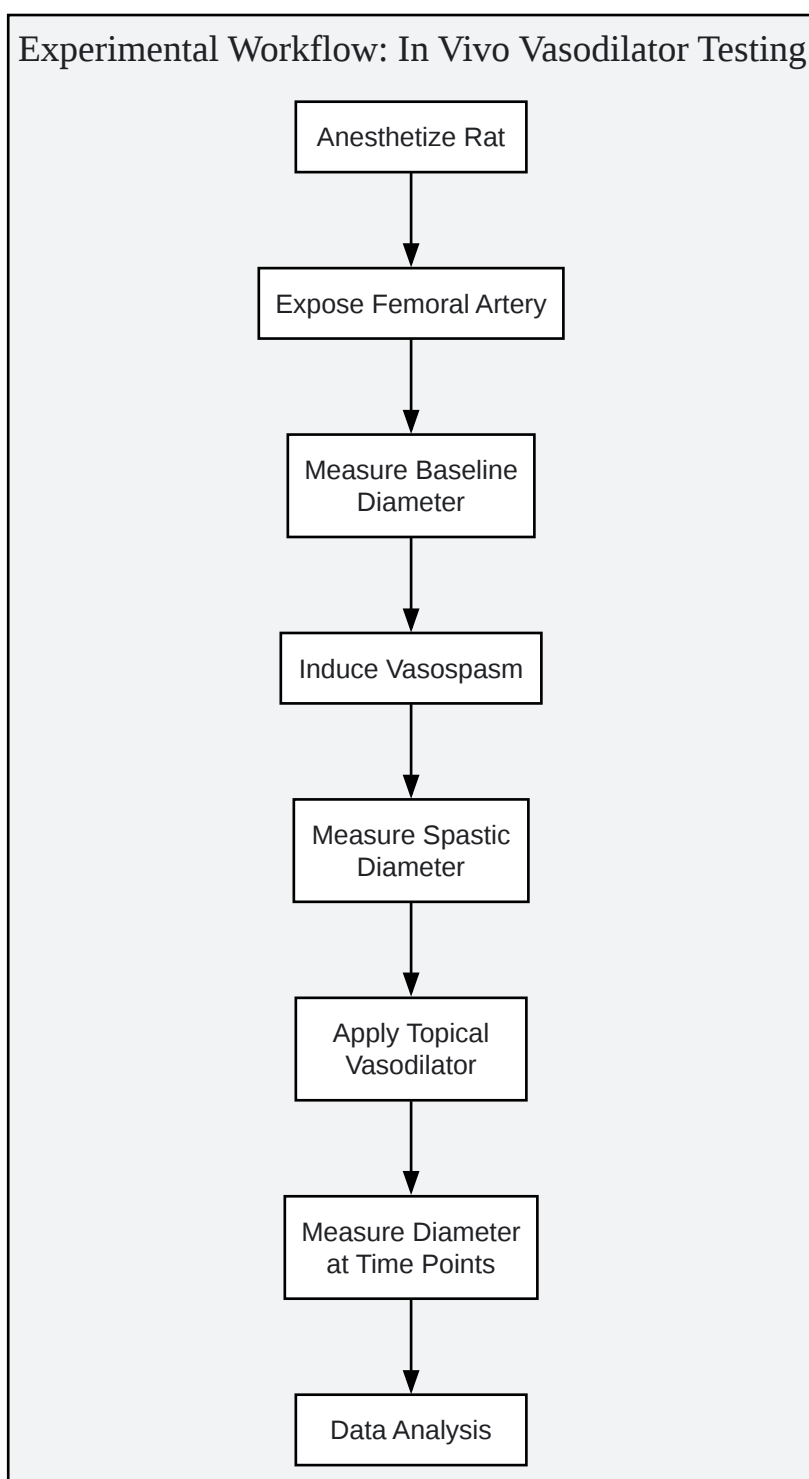 Experimental Workflow: In Vivo Vasodilator Testing
Anesthetize Rat
Expose Femoral Artery
Measure Baseline
Diameter
Induce Vasospasm
Measure Spastic
Diameter
Apply Topical
Vasodilator
Measure Diameter
at Time Points
Data Analysis